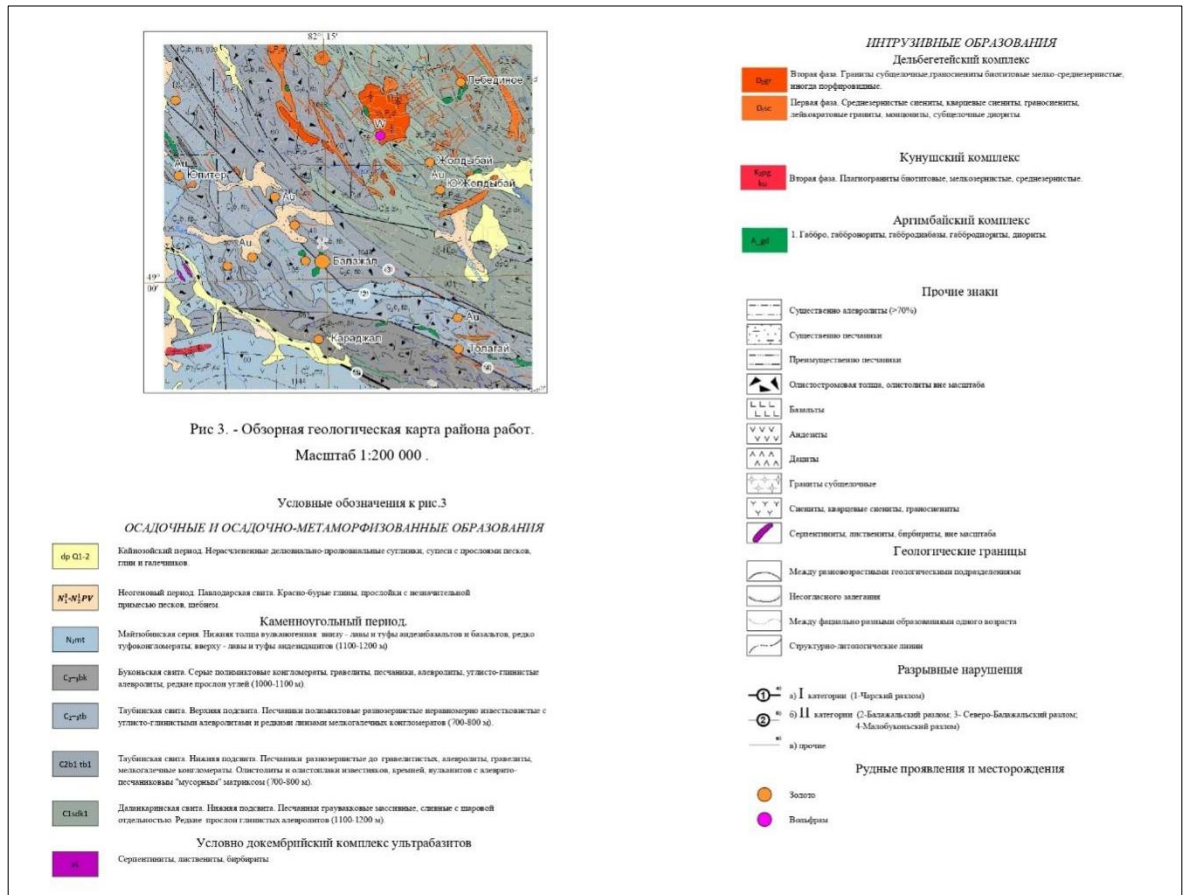 82° 15'
Лебединое
W
Жолдыбай
Au
Ю.Жолдыбай
Au
Юпитер
Au
Au
Балажал
49°
00'
Au
Караджал
Толагай
Рис 3. - Обзорная геологическая карта района работ.
Масштаб 1:200 000 .
Условные обозначения к рис.3
ОСАДОЧНЫЕ И ОСАДОЧНО-МЕТАМОРФИЗОВАННЫЕ ОБРАЗОВАНИЯ
dp Q1-2
Кайнозойский период. Нерасчлененные делювиально-пролювиальные суглинки, супеси с прослоями песков,
глин и галечников.
Неогеновый период. Павлодарская свита. Красно-бурые глины, прослойки с незначительной
примесью песков, щебнем.
Каменноугольный период.
Майтюбинская серия. Нижняя толща вулканогенная внизу - лавы и туфы андезибазальтов и базальтов, редко
туфоконгломераты, вверху - лавы и туфы андезидацитов (1100-1200 м)
C₂-₃bk
Буконьская свита. Серые полимиктовые конгломераты, гравелиты, песчаники, алевролиты, углисто-глинистые
алевролиты, редкие прослои углей (1000-1100 м).
C₂-₃tb
Таубинская свита. Верхняя подсвита. Песчаники полимиктовые разнозернистые неравномерно известковистые с
углисто-глинистыми алевролитами и редкими линзами мелкогалечных конгломератов (700-800 м).
C2b1 tb1
Таубинская свита. Нижняя подсвита. Песчаники разнозернистые до гравелитистых, алевролиты, гравелиты,
мелкогалечные конгломераты. Олистолиты и олистоплаки известняков, кремней, вулканитов с алеврито-
песчаниковым "мусорным" матриксом (700-800 м).
C1sdk1
Даланкаринская свита. Нижняя подсвита. Песчаники граувакковые массивные, сливные с шаровой
отдельностью. Редкие прослои глинистых алевролитов (1100-1200 м).
Условно докембрийский комплекс ультрабазитов
Серпентиниты, листвениты, бирбириты
ИНТРУЗИВНЫЕ ОБРАЗОВАНИЯ
Дельбегетейский комплекс
Вторая фаза. Граниты субщелочные,граносиениты биотитовые мелко-среднезернистые,
иногда порфировидные.
Первая фаза. Среднезернистые сиениты, кварцевые сиениты, граносиениты,
лейкократовые граниты, монцониты, субщелочные диориты.
Кунушский комплекс
Вторая фаза. Плагиограниты биотитовые, мелкозернистые, среднезернистые.
Аргимбайский комплекс
1. Габбро, габбронориты, габбродиабазы, габбродиориты, диориты.
Прочие знаки
Существенно алевролиты (>70%)
Существенно песчаники
Преимущественно песчаники
Олистостромовая толща, олистолиты вне масштаба
Базальты
Андезиты
Дациты
Граниты субщелочные
Сиениты, кварцевые сиениты, граносиениты
Серпентиниты, листвениты, бирбириты, вне масштаба
Геологические границы
Между разновозрастными геологическими подразделениями
Несогласного залегания
Между фациально разными образованиями одного возраста
Структурно-литологические линии
Разрывные нарушения
1
а) I категории (1-Чарский разлом)
2
б) II категории (2-Балажальский разлом; 3- Северо-Балажальский разлом;
4-Малобуконьский разлом)
в) прочие
Рудные проявления и месторождения
Золото
Вольфрам